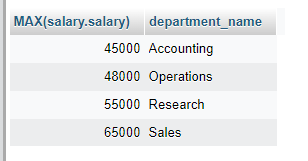 MAX(salary.salary) department_name
45000 Accounting
48000 Operations
55000 Research
65000 Sales